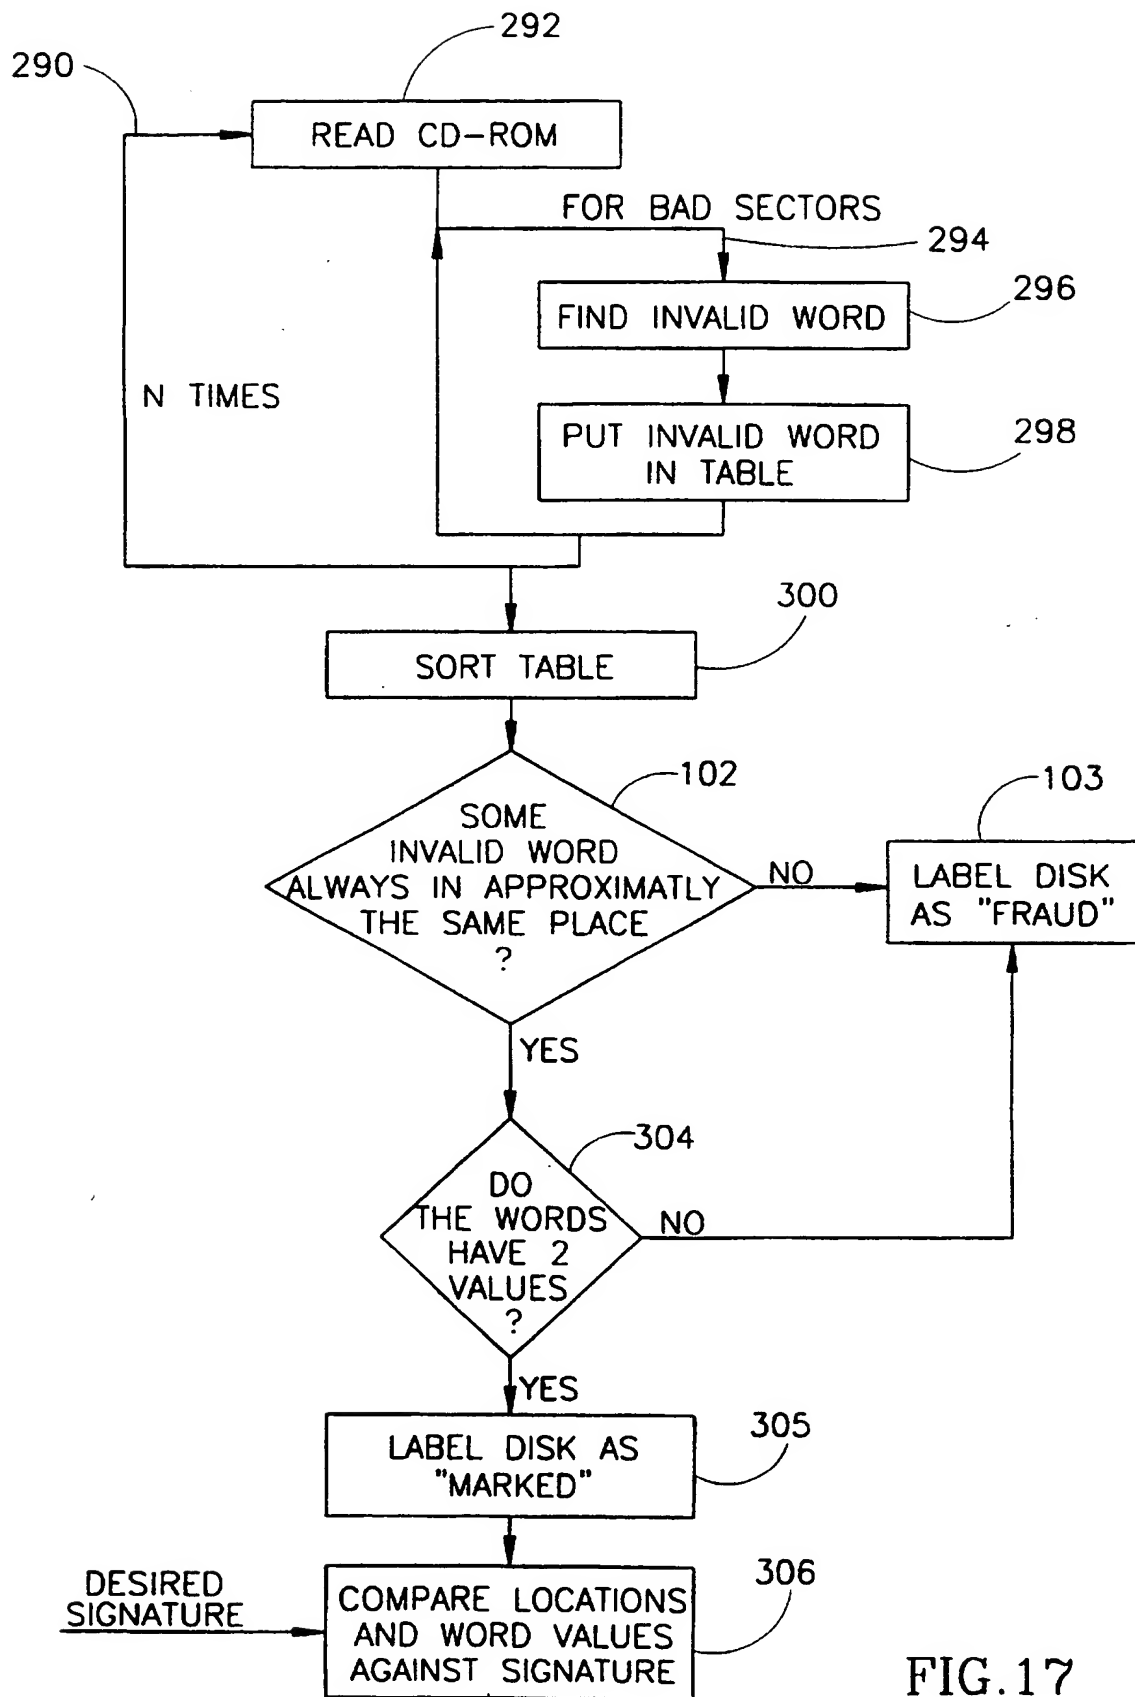 292
290
READ CD-ROM
FOR BAD SECTORS
294
296
FIND INVALID WORD
N TIMES
PUT INVALID WORD
IN TABLE
298
300
SORT TABLE
102
103
SOME
INVALID WORD
ALWAYS IN APPROXIMATLY
THE SAME PLACE
?
NO
LABEL DISK
AS "FRAUD"
YES
304
DO
THE WORDS
HAVE 2
VALUES
?
NO
YES
305
LABEL DISK AS
"MARKED"
306
DESIRED
SIGNATURE
COMPARE LOCATIONS
AND WORD VALUES
AGAINST SIGNATURE
FIG.17